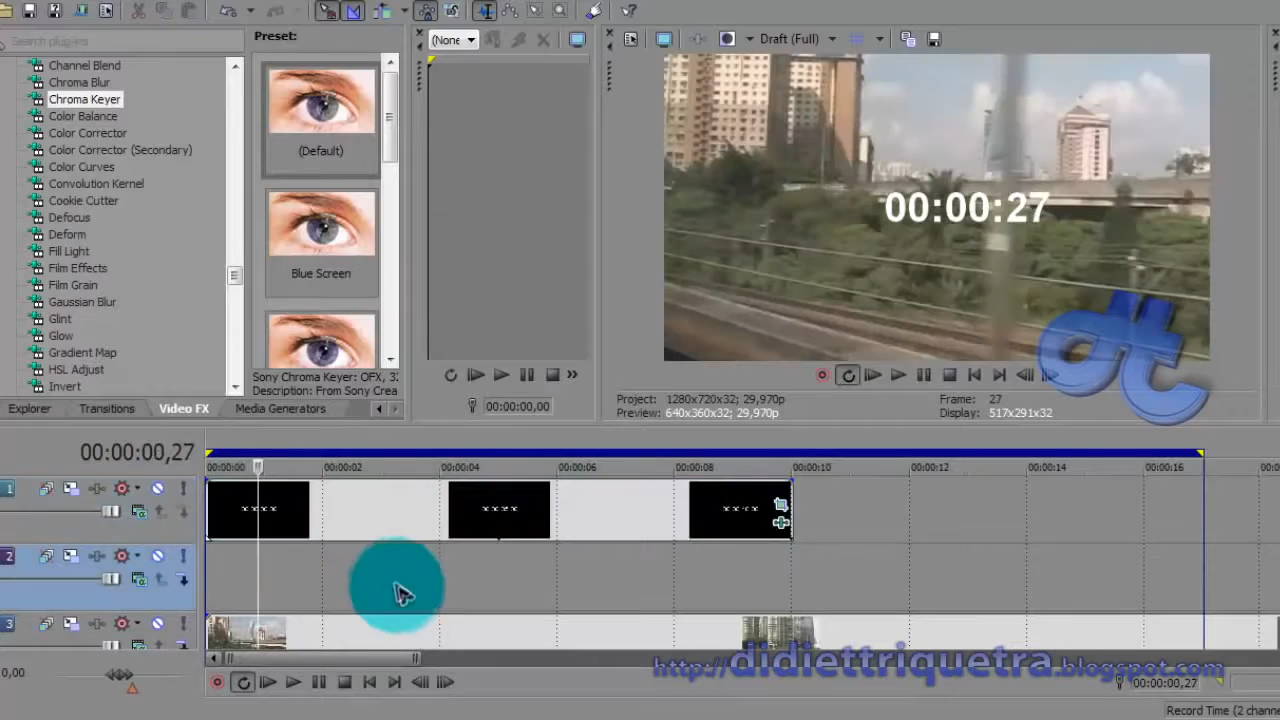 Search plug-ins
Channel Blend
Chroma Blur
Chroma Keyer
Color Balance
Color Corrector
Color Corrector (Secondary)
Color Curves
Convolution Kernel
Cookie Cutter
Defocus
Deform
Fill Light
Film Effects
Film Grain
Gaussian Blur
Glint
Glow
Gradient Map
HSL Adjust
Invert
Preset:
(Default)
Blue Screen
Sony Chroma Keyer: OFX, 32
Description: From Sony Crea
Explorer
Transitions
Video FX
Media Generators
(None
00:00:00,00
Draft (Full)
00:00:27
Project: 1280x720x32; 29,970p
Preview: 640x360x32; 29,970p
Frame: 27
Display: 517x291x32
dt
00:00:00,27
00:00:00
00:00:02
00:00:04
00:00:06
00:00:08
00:00:10
00:00:12
00:00:14
00:00:16
00:00
1
2
3
0,00
http://didiettriquetra.blogspot.com
00:00:00,27
Record Time (2 channe